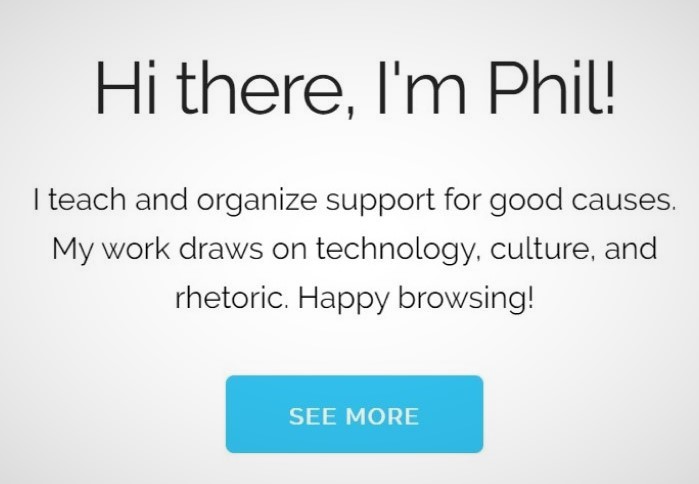 Hi there, I'm Phil!
I teach and organize support for good causes.
My work draws on technology, culture, and
rhetoric. Happy browsing!
SEE MORE